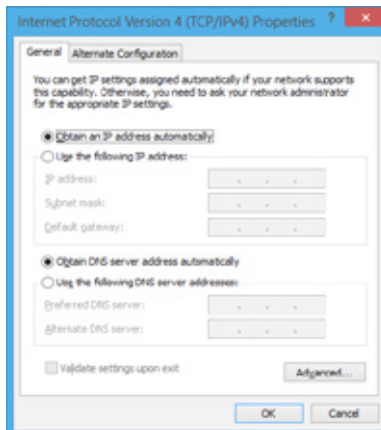 Internet Protocol Version 4 (TCP/IPv4) Properties ? ×
General Alternate Configuration
You can get IP settings assigned automatically if your network supports
this capability. Otherwise, you need to ask your network administrator
for the appropriate IP settings.
Obtain an IP address automatically
Use the following IP address:
IP address:
Subnet mask:
Default gateway:
Obtain DNS server address automatically
Use the following DNS server addresses:
Preferred DNS server:
Alternate DNS server:
Validate settings upon exit
Advanced...
OK Cancel